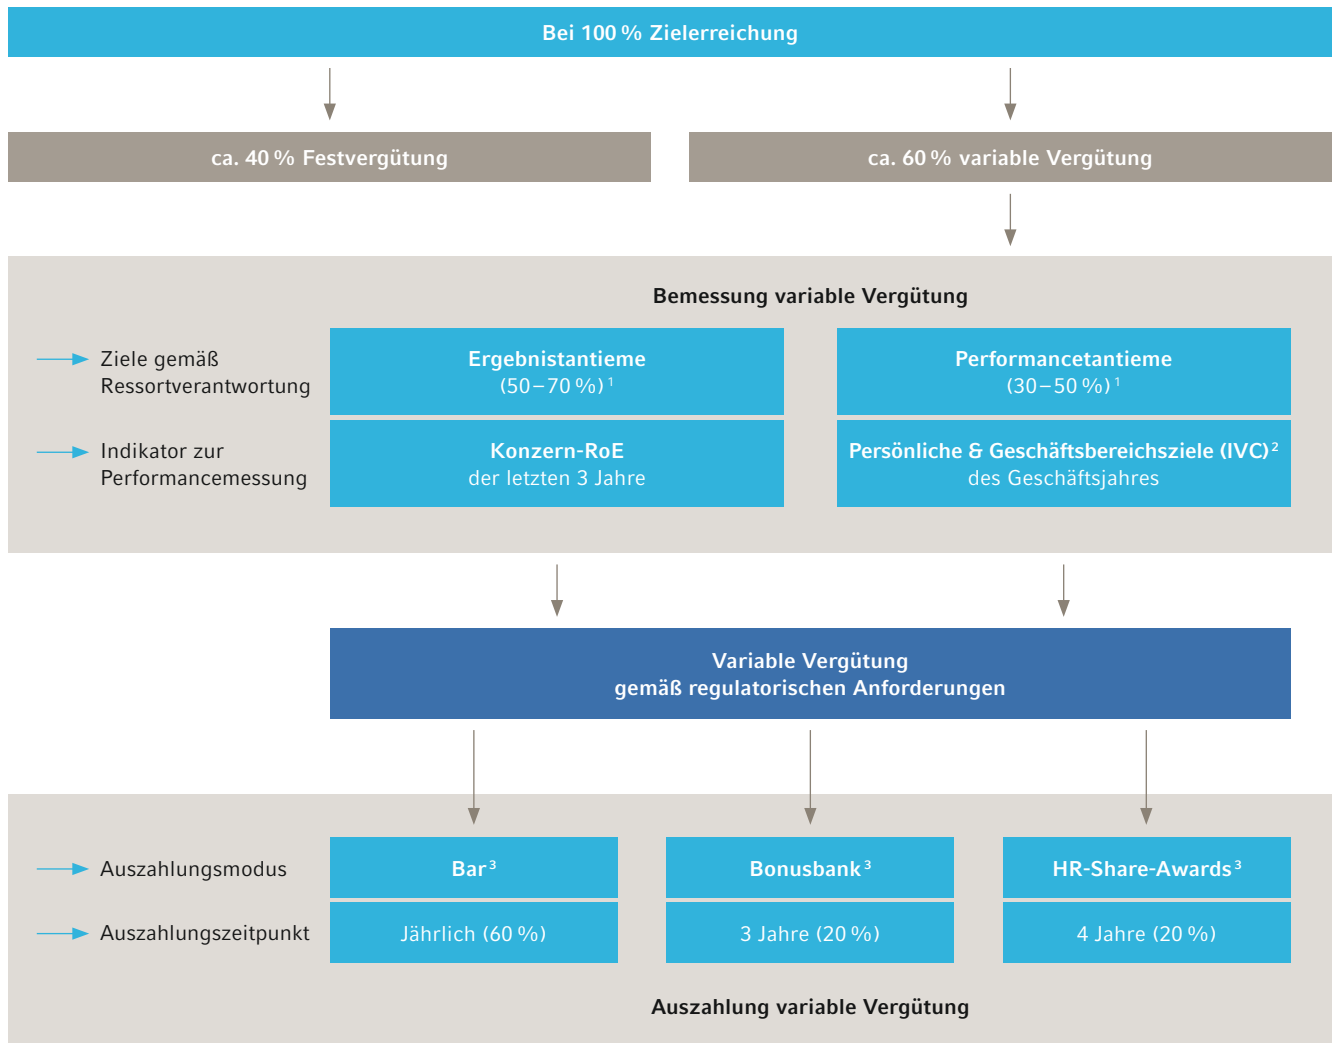 Bei 100 % Zielerreichung
ca. 40 % Festvergütung
ca. 60 % variable Vergütung
Bemessung variable Vergütung
Ziele gemäß
Ressortverantwortung
Ergebnistantieme
(50–70 %) ¹
Performancetantieme
(30–50 %) ¹
Indikator zur
Performancemessung
Konzern-RoE
der letzten 3 Jahre
Persönliche & Geschäftsbereichsziele (IVC) ²
des Geschäftsjahres
Variable Vergütung
gemäß regulatorischen Anforderungen
Auszahlungsmodus
Bar ³
Bonusbank ³
HR-Share-Awards ³
Auszahlungszeitpunkt
Jährlich (60 %)
3 Jahre (20 %)
4 Jahre (20 %)
Auszahlung variable Vergütung